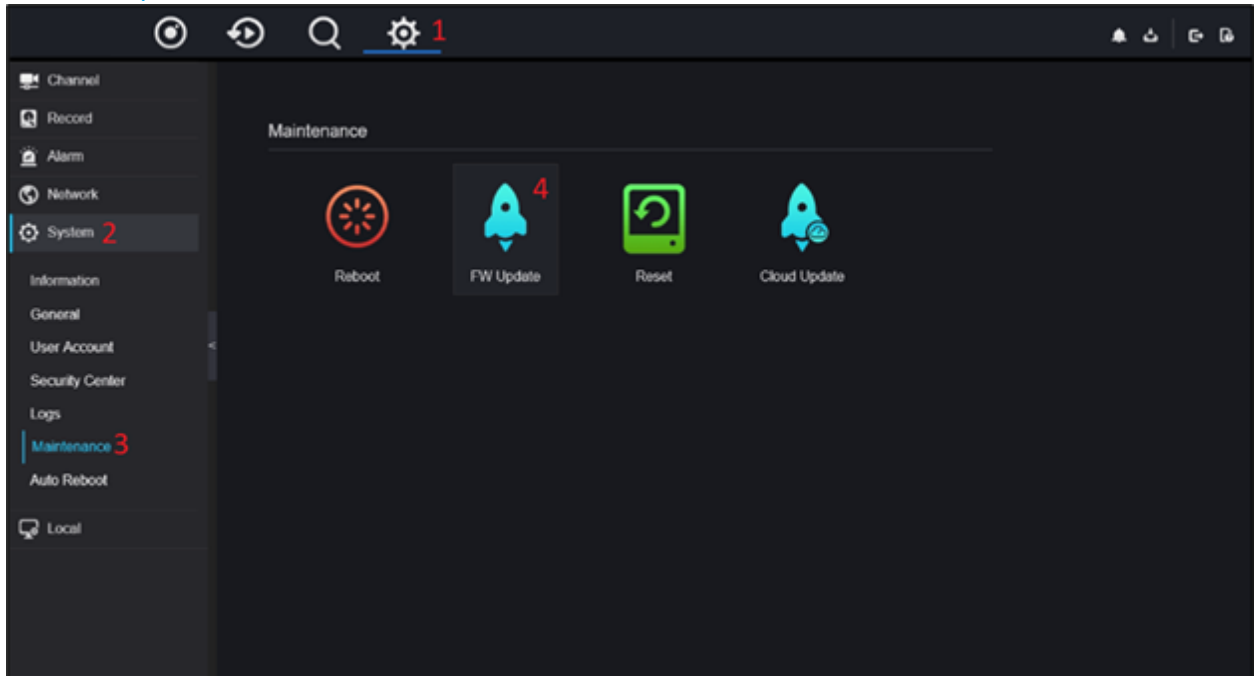 1
Channel
Record
Alarm
Network
System 2
Information
General
User Account
Security Center
Logs
Maintenance 3
Auto Reboot
Local
Maintenance
4
Reboot
FW Update
Reset
Cloud Update